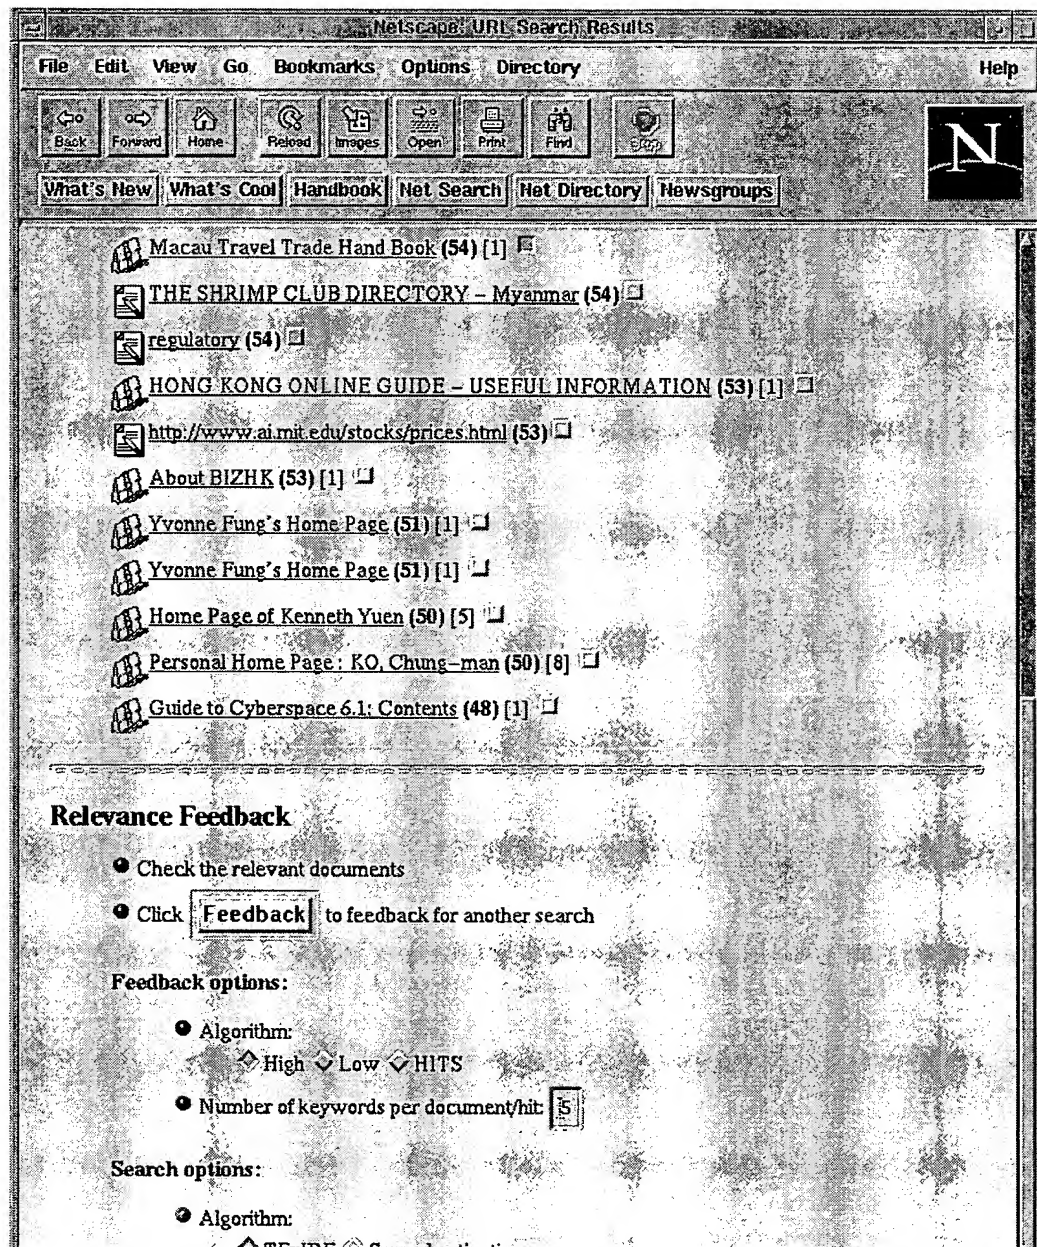 Netscape: URL Search Results
File Edit View Go Bookmarks Options Directory Help
Back Forward Home Reload Images Open Print Find Stop
N
What's New What's Cool Handbook Net Search Net Directory Newsgroups
Macau Travel Trade Hand Book (54) [1]
THE SHRIMP CLUB DIRECTORY – Myanmar (54)
regulatory (54)
HONG KONG ONLINE GUIDE – USEFUL INFORMATION (53) [1]
http://www.ai.mit.edu/stocks/prices.html (53)
About BIZHK (53) [1]
Yvonne Fung's Home Page (51) [1]
Yvonne Fung's Home Page (51) [1]
Home Page of Kenneth Yuen (50) [5]
Personal Home Page : KO, Chung–man (50) [8]
Guide to Cyberspace 6.1: Contents (48) [1]
Relevance Feedback
Check the relevant documents
Click Feedback to feedback for another search
Feedback options:
Algorithm:
High Low HITS
Number of keywords per document/hit: 5
Search options:
Algorithm: